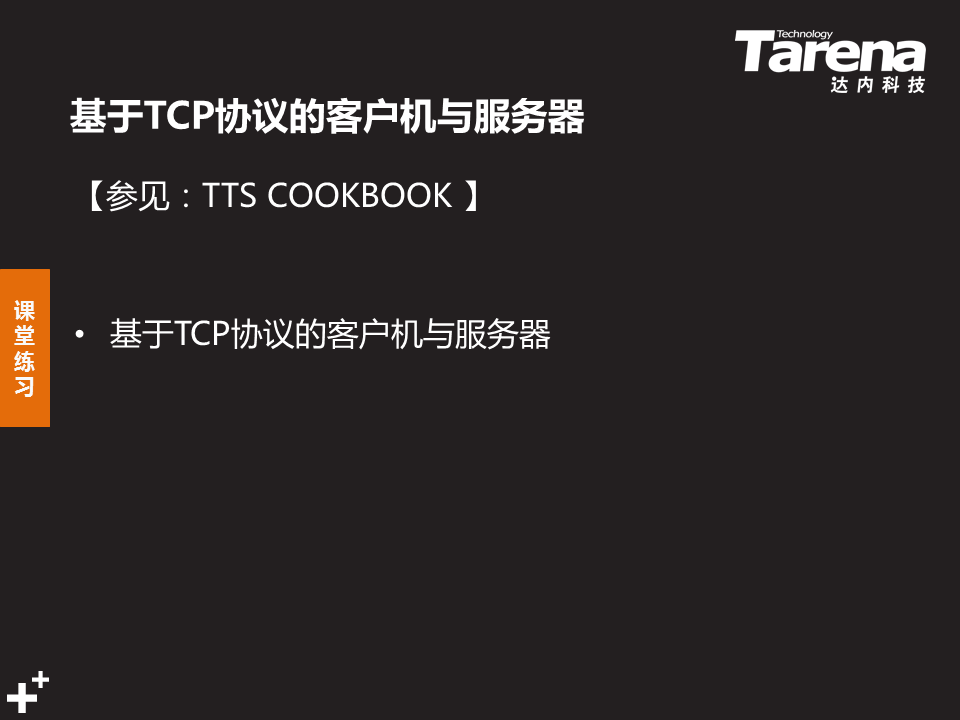 Technology
Tarena
达内科技
基于TCP协议的客户机与服务器
【参见：TTS COOKBOOK 】
课堂练习
• 基于TCP协议的客户机与服务器